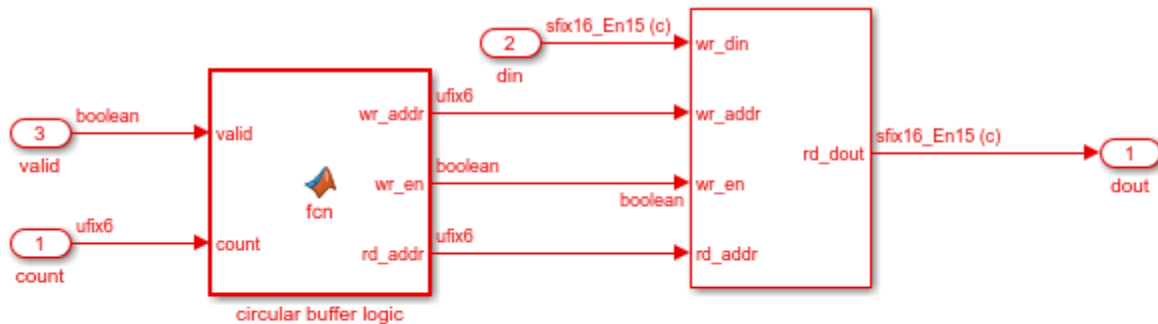 sfix16_En15 (c)
2
din
wr_din
boolean
3
valid
valid
wr_addr
ufix6
wr_addr
fcn
wr_en
boolean
boolean
wr_en
rd_dout
sfix16_En15 (c)
1
dout
ufix6
1
count
count
rd_addr
ufix6
rd_addr
circular buffer logic